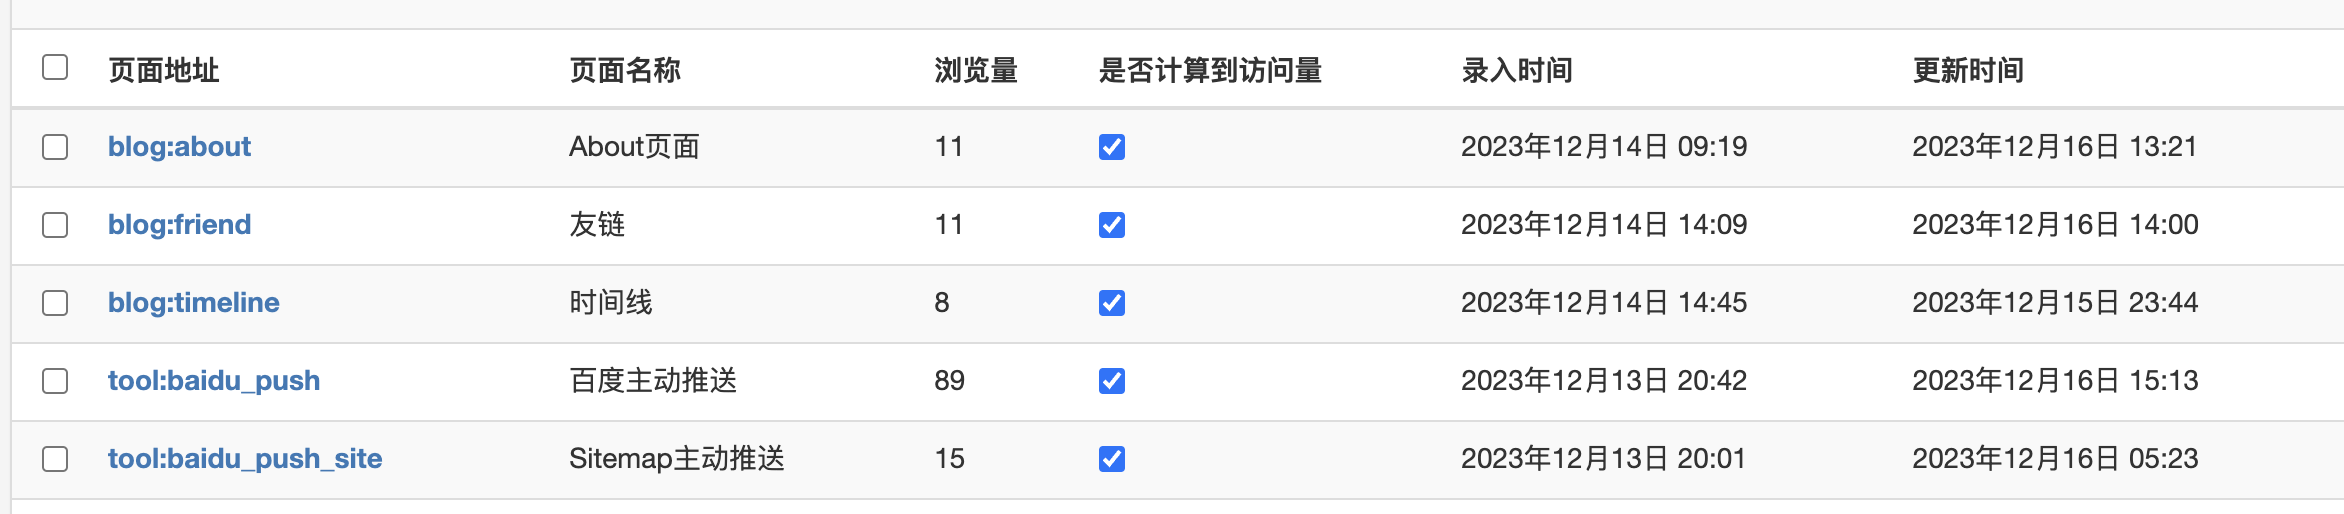 页面地址 页面名称 浏览量 是否计算到访问量 录入时间 更新时间
blog:about About页面 11 2023年12月14日 09:19 2023年12月16日 13:21
blog:friend 友链 11 2023年12月14日 14:09 2023年12月16日 14:00
blog:timeline 时间线 8 2023年12月14日 14:45 2023年12月15日 23:44
tool:baidu_push 百度主动推送 89 2023年12月13日 20:42 2023年12月16日 15:13
tool:baidu_push_site Sitemap主动推送 15 2023年12月13日 20:01 2023年12月16日 05:23